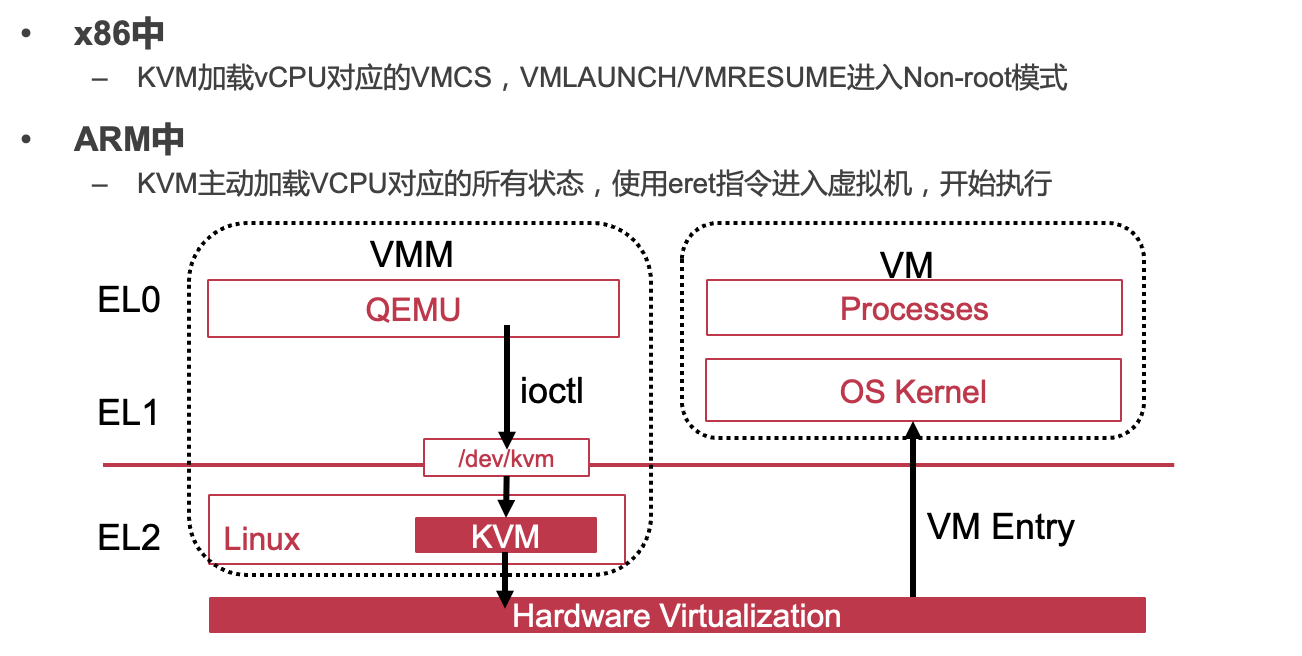 • x86中
– KVM加载vCPU对应的VMCS，VMLAUNCH/VMRESUME进入Non-root模式
• ARM中
– KVM主动加载VCPU对应的所有状态，使用eret指令进入虚拟机，开始执行
VMM
VM
EL0
QEMU
Processes
ioctl
OS Kernel
EL1
/dev/kvm
EL2
Linux
KVM
VM Entry
Hardware Virtualization